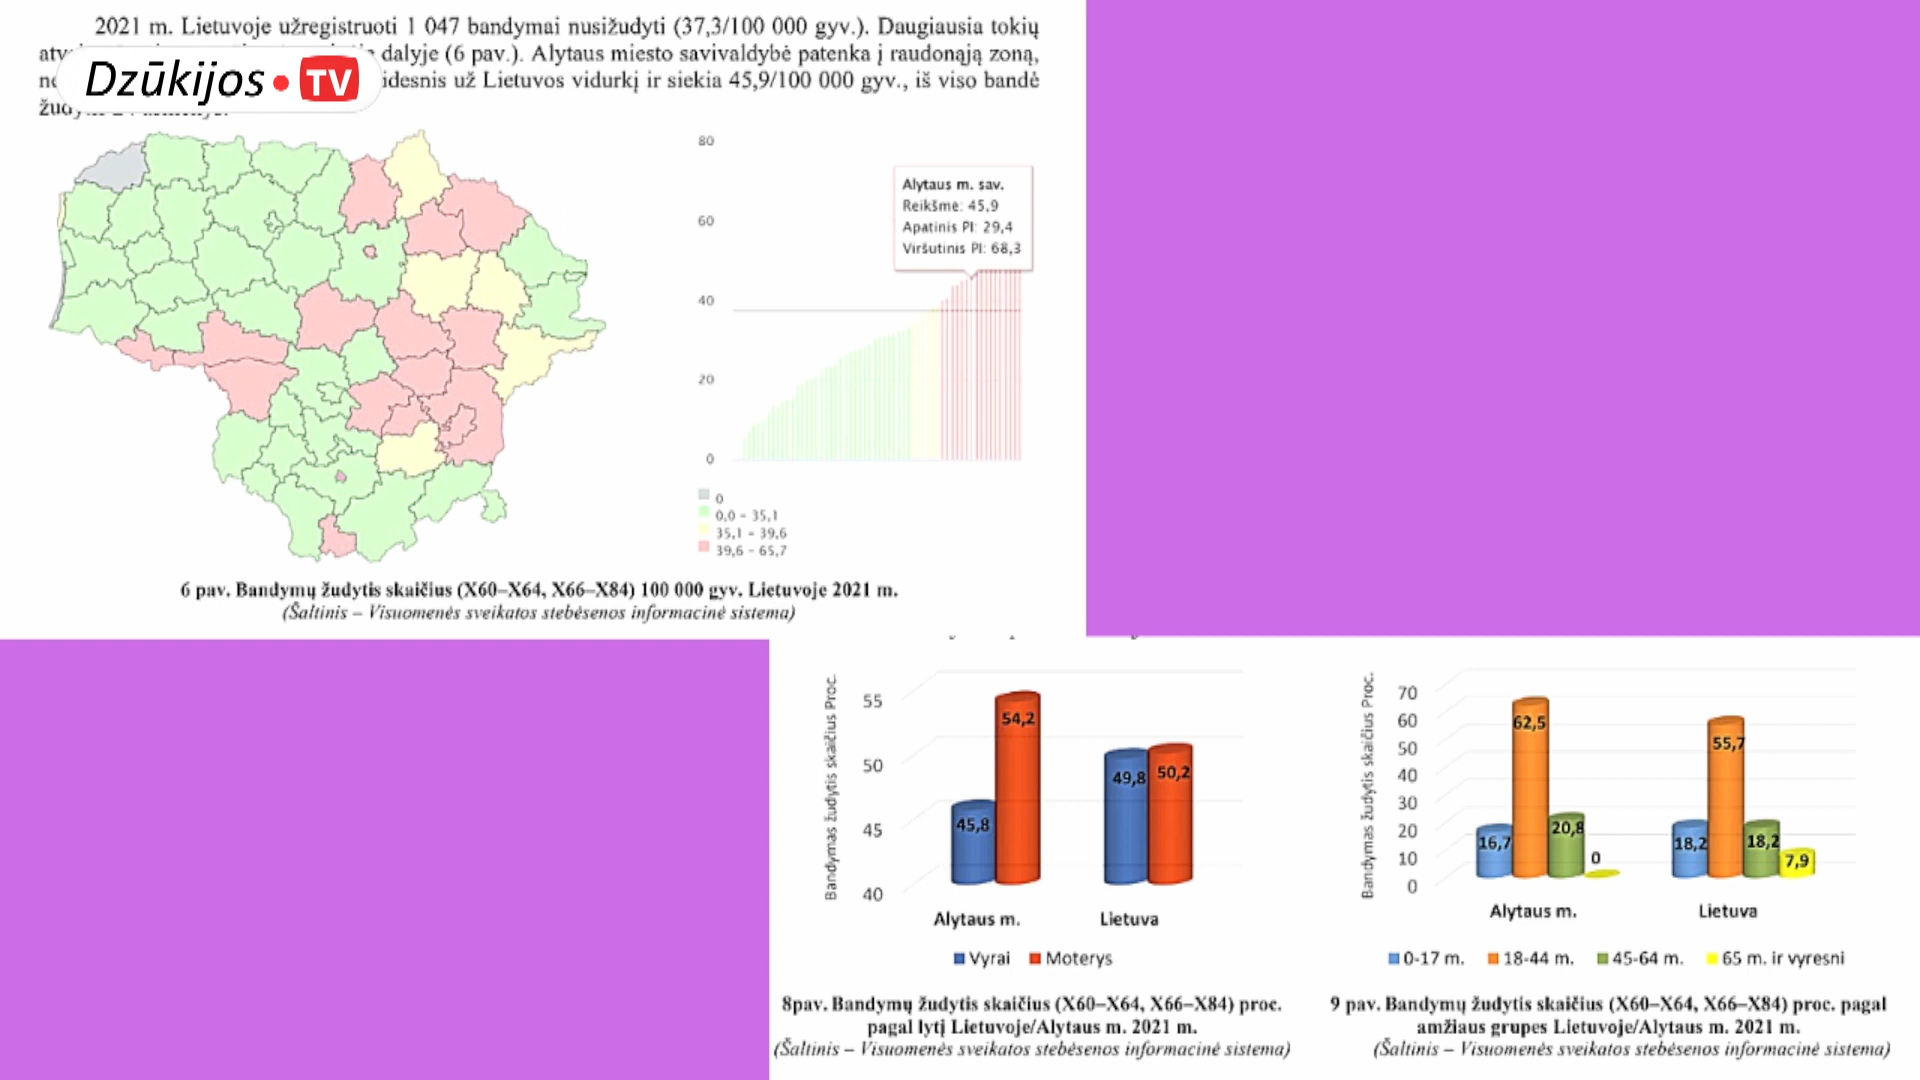 2021 m. Lietuvoje užregistruoti 1 047 bandymai nusižudyti (37,3/100 000 gyv.). Daugiausia tokių
dalyje (6 pav.). Alytaus miesto savivaldybė patenka į raudonąją zoną,
Dzūkijos TV
už Lietuvos vidurkį ir siekia 45,9/100 000 gyv., iš viso bandė
80
60
40
20
0
Alytaus m. sav.
Reikšmė: 45,9
Apatinis PI: 29,4
Viršutinis PI: 68,3
0
0,0 - 35,1
35,1 - 39,6
39,6 - 65,7
6 pav. Bandymų žudytis skaičius (X60–X64, X66–X84) 100 000 gyv. Lietuvoje 2021 m.
(Šaltinis – Visuomenės sveikatos stebėsenos informacinė sistema)
Bandymas žudytis skaičius Proc.
55
50
45
40
45,8
54,2
49,8
50,2
Alytaus m.
Lietuva
Vyrai
Moterys
8pav. Bandymų žudytis skaičius (X60–X64, X66–X84) proc.
pagal lytį Lietuvoje/Alytaus m. 2021 m.
(Šaltinis – Visuomenės sveikatos stebėsenos informacinė sistema)
Bandymas žudytis skaičius Proc.
70
60
50
40
30
20
10
0
16,7
62,5
20,8
0
18,2
55,7
18,2
7,9
Alytaus m.
Lietuva
0-17 m.
18-44 m.
45-64 m.
65 m. ir vyresni
9 pav. Bandymų žudytis skaičius (X60–X64, X66–X84) proc. pagal
amžiaus grupes Lietuvoje/Alytaus m. 2021 m.
(Šaltinis – Visuomenės sveikatos stebėsenos informacinė sistema)